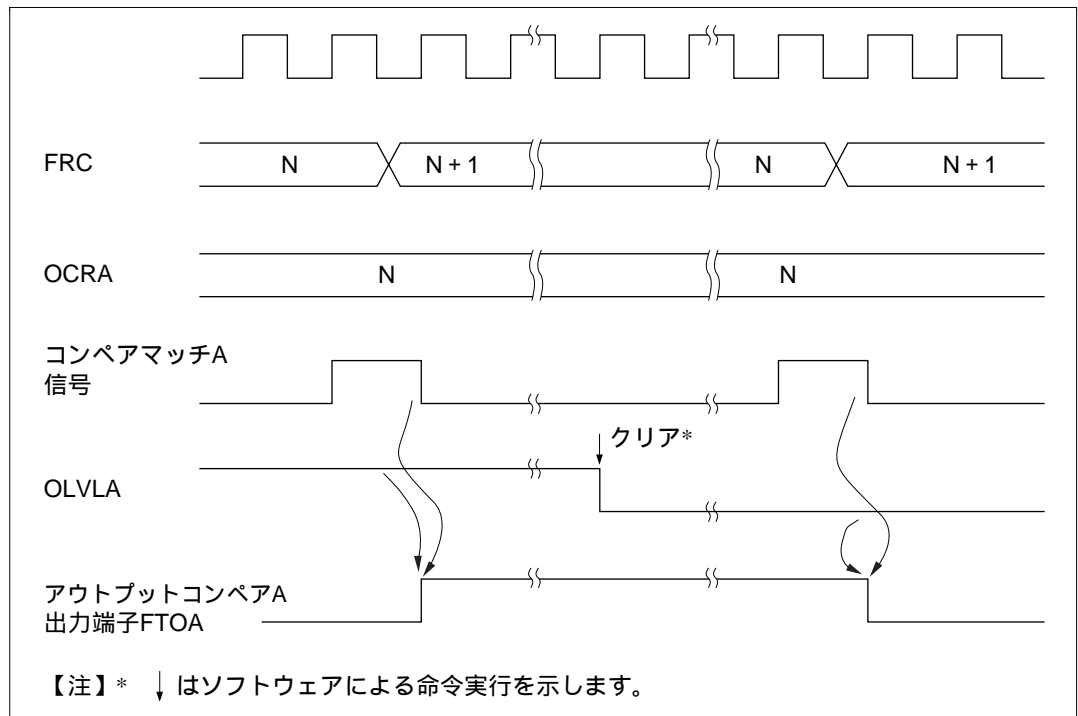 FRC N N + 1 N N + 1
OCRA N N
コンペアマッチA
信号
クリア*
OLVLA
アウトプットコンペアA
出力端子FTOA
【注】* ↓ はソフトウェアによる命令実行を示します。